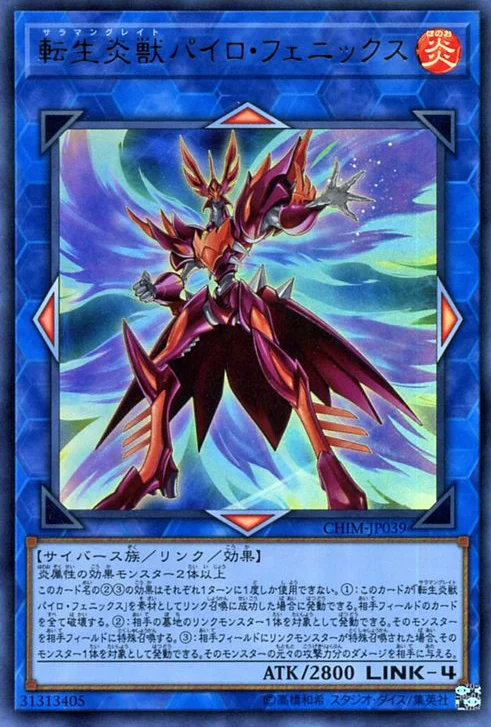 サラマングレイト
転生炎獣パイロ・フェニックス
ほのお
炎
CHIM-JP039
【サイバース族／リンク／効果】
炎属性の効果モンスター2体以上
このカード名の②③の効果はそれぞれ1ターンに1度しか使用できない。①：このカードが「転生炎獣
パイロ・フェニックス」を素材としてリンク召喚に成功した場合に発動できる。相手フィールドのカード
を全て破壊する。②：相手の墓地のリンクモンスター1体を対象として発動できる。そのモンスター
を相手フィールドに特殊召喚する。③：相手フィールドにリンクモンスターが特殊召喚された場合、その
モンスター1体を対象として発動できる。そのモンスターの元々の攻撃力分のダメージを相手に与える。
ATK/2800 LINK-4
31313405
©高橋和希 スタジオ・ダイス/集英社